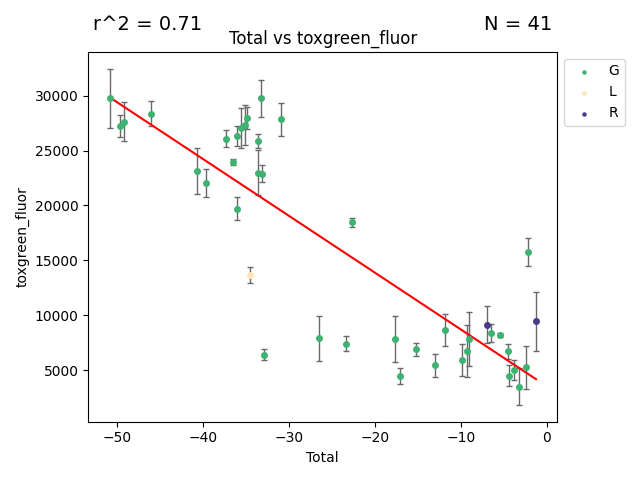 r^2 = 0.71
N = 41
Total vs toxgreen_fluor
30000
25000
20000
15000
10000
5000
toxgreen_fluor
−50
−40
−30
−20
−10
0
Total
G
L
R